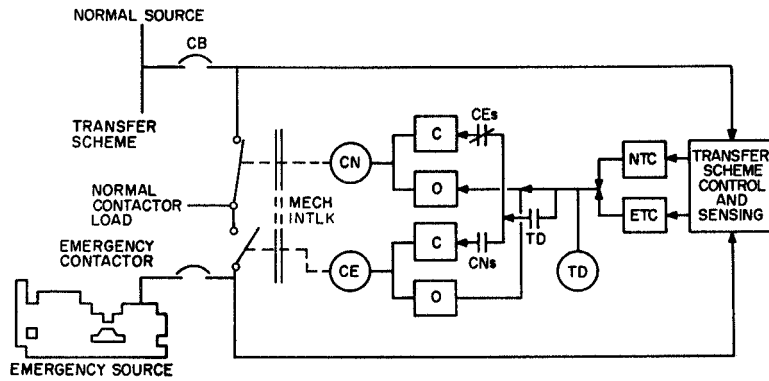 NORMAL SOURCE
CB
TRANSFER
SCHEME
CEs
C
CN
NTC
TRANSFER
SCHEME
CONTROL
AND
SENSING
O
NORMAL
CONTACTOR
LOAD
MECH
INTLK
ETC
EMERGENCY
CONTACTOR
C
TD
CNs
CE
TD
O
EMERGENCY SOURCE